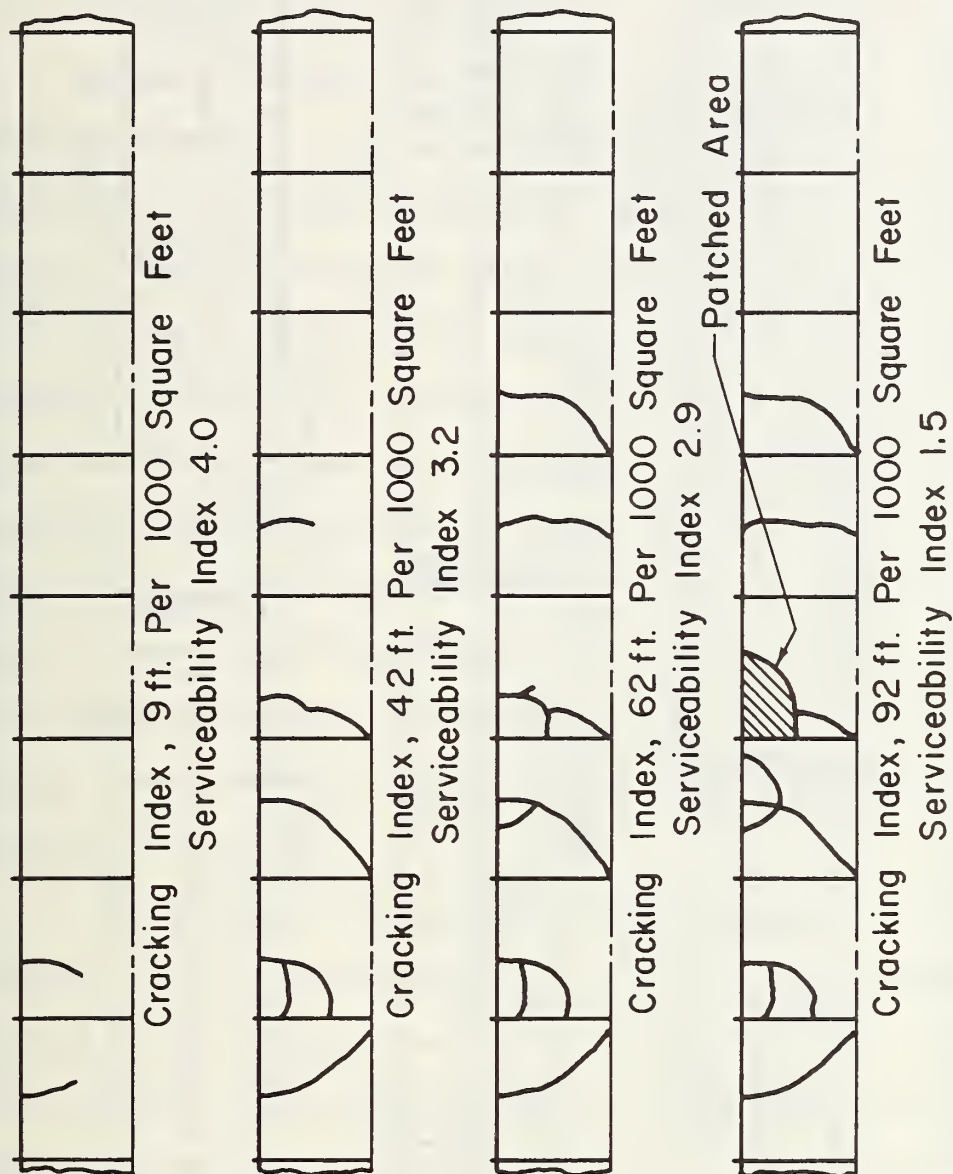 Cracking Index, 9 ft. Per 1000 Square Feet
Serviceability Index 4.0
Cracking Index, 42 ft. Per 1000 Square Feet
Serviceability Index 3.2
Cracking Index, 62 ft. Per 1000 Square Feet
Serviceability Index 2.9
Patched Area
Cracking Index, 92 ft. Per 1000 Square Feet
Serviceability Index 1.5